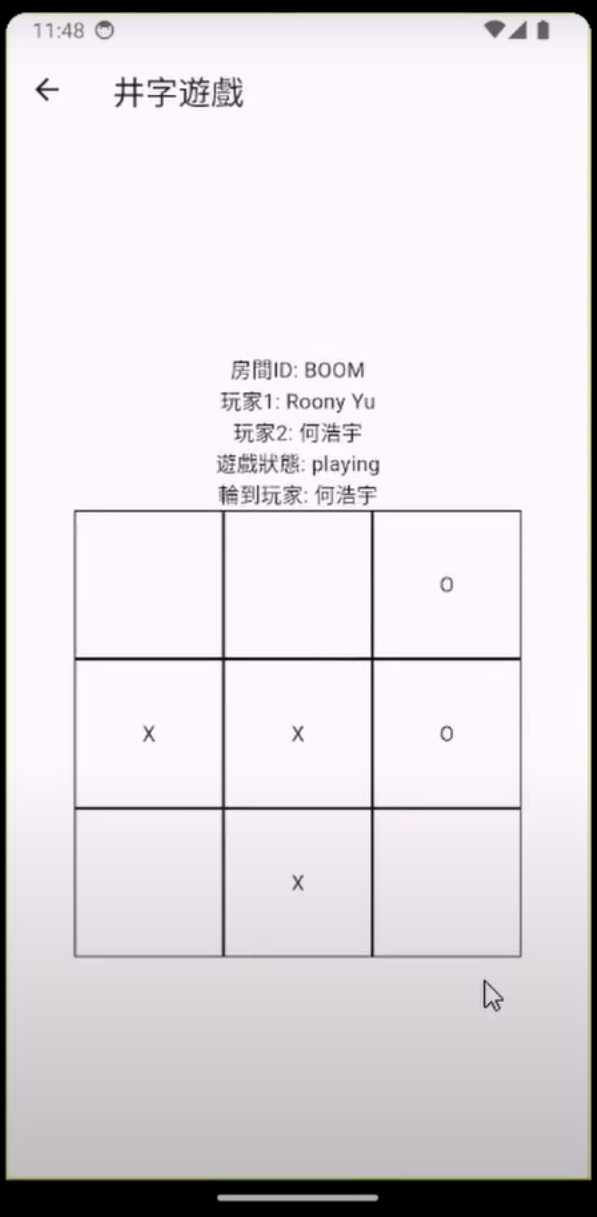 11:48
井字遊戲
房間ID: BOOM
玩家1: Roony Yu
玩家2: 何浩宇
遊戲狀態: playing
輪到玩家: 何浩宇
O
X X O
X